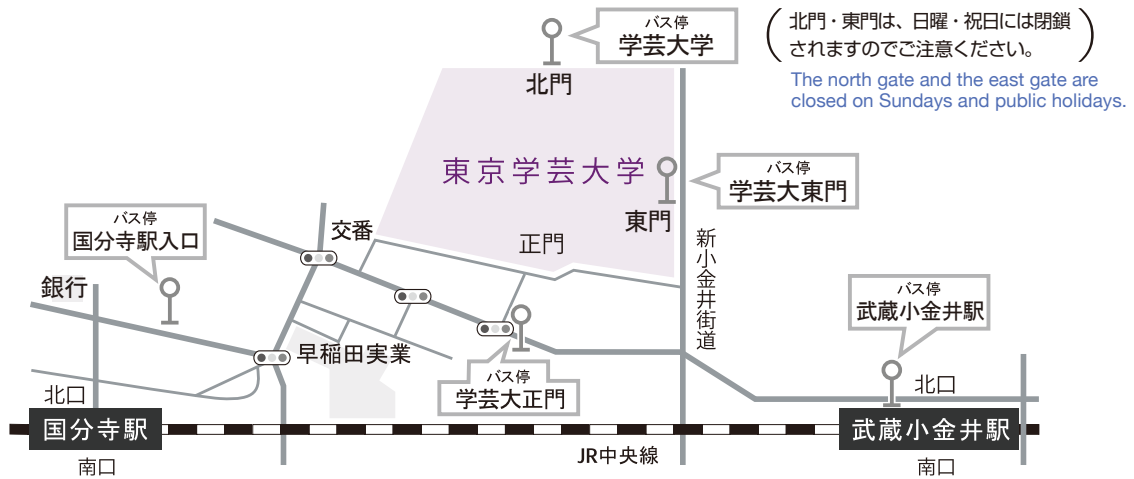 バス停
学芸大学
（北門・東門は、日曜・祝日には閉鎖
されますのでご注意ください。）
The north gate and the east gate are
closed on Sundays and public holidays.
北門
東京学芸大学
バス停
学芸大東門
東門
バス停
国分寺駅入口
交番
正門
新小金井街道
銀行
バス停
武蔵小金井駅
早稲田実業
バス停
学芸大正門
北口
北口
国分寺駅
武蔵小金井駅
南口
JR中央線
南口